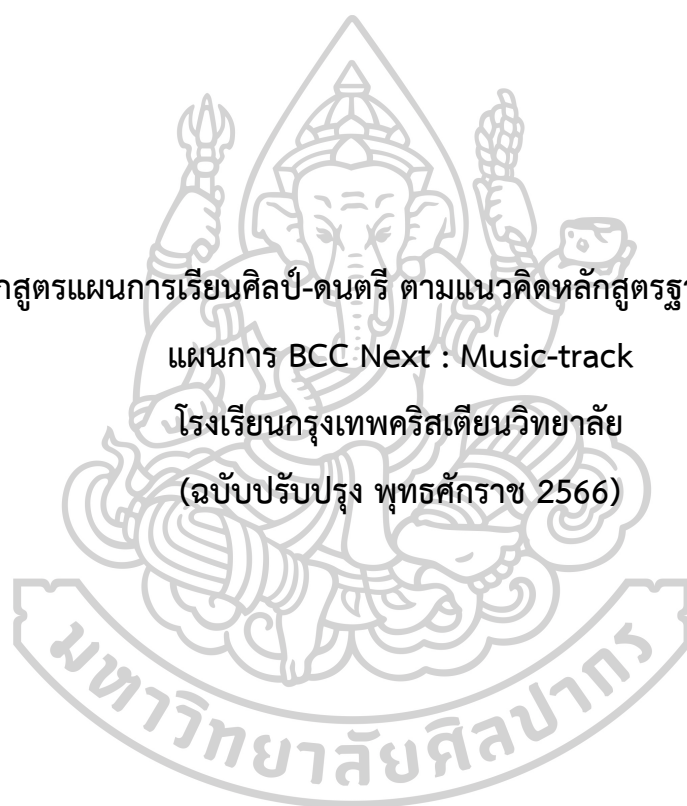 สูตรแผนการเรียนศิลป์-ดนตรี ตามแนวคิดหลักสูตร
แผนการ BCC Next : Music-track
โรงเรียนกรุงเทพคริสเตียนวิทยาลัย
(ฉบับปรับปรุง พุทธศักราช 2566)
มหาวิทยาลัยศิลปากร